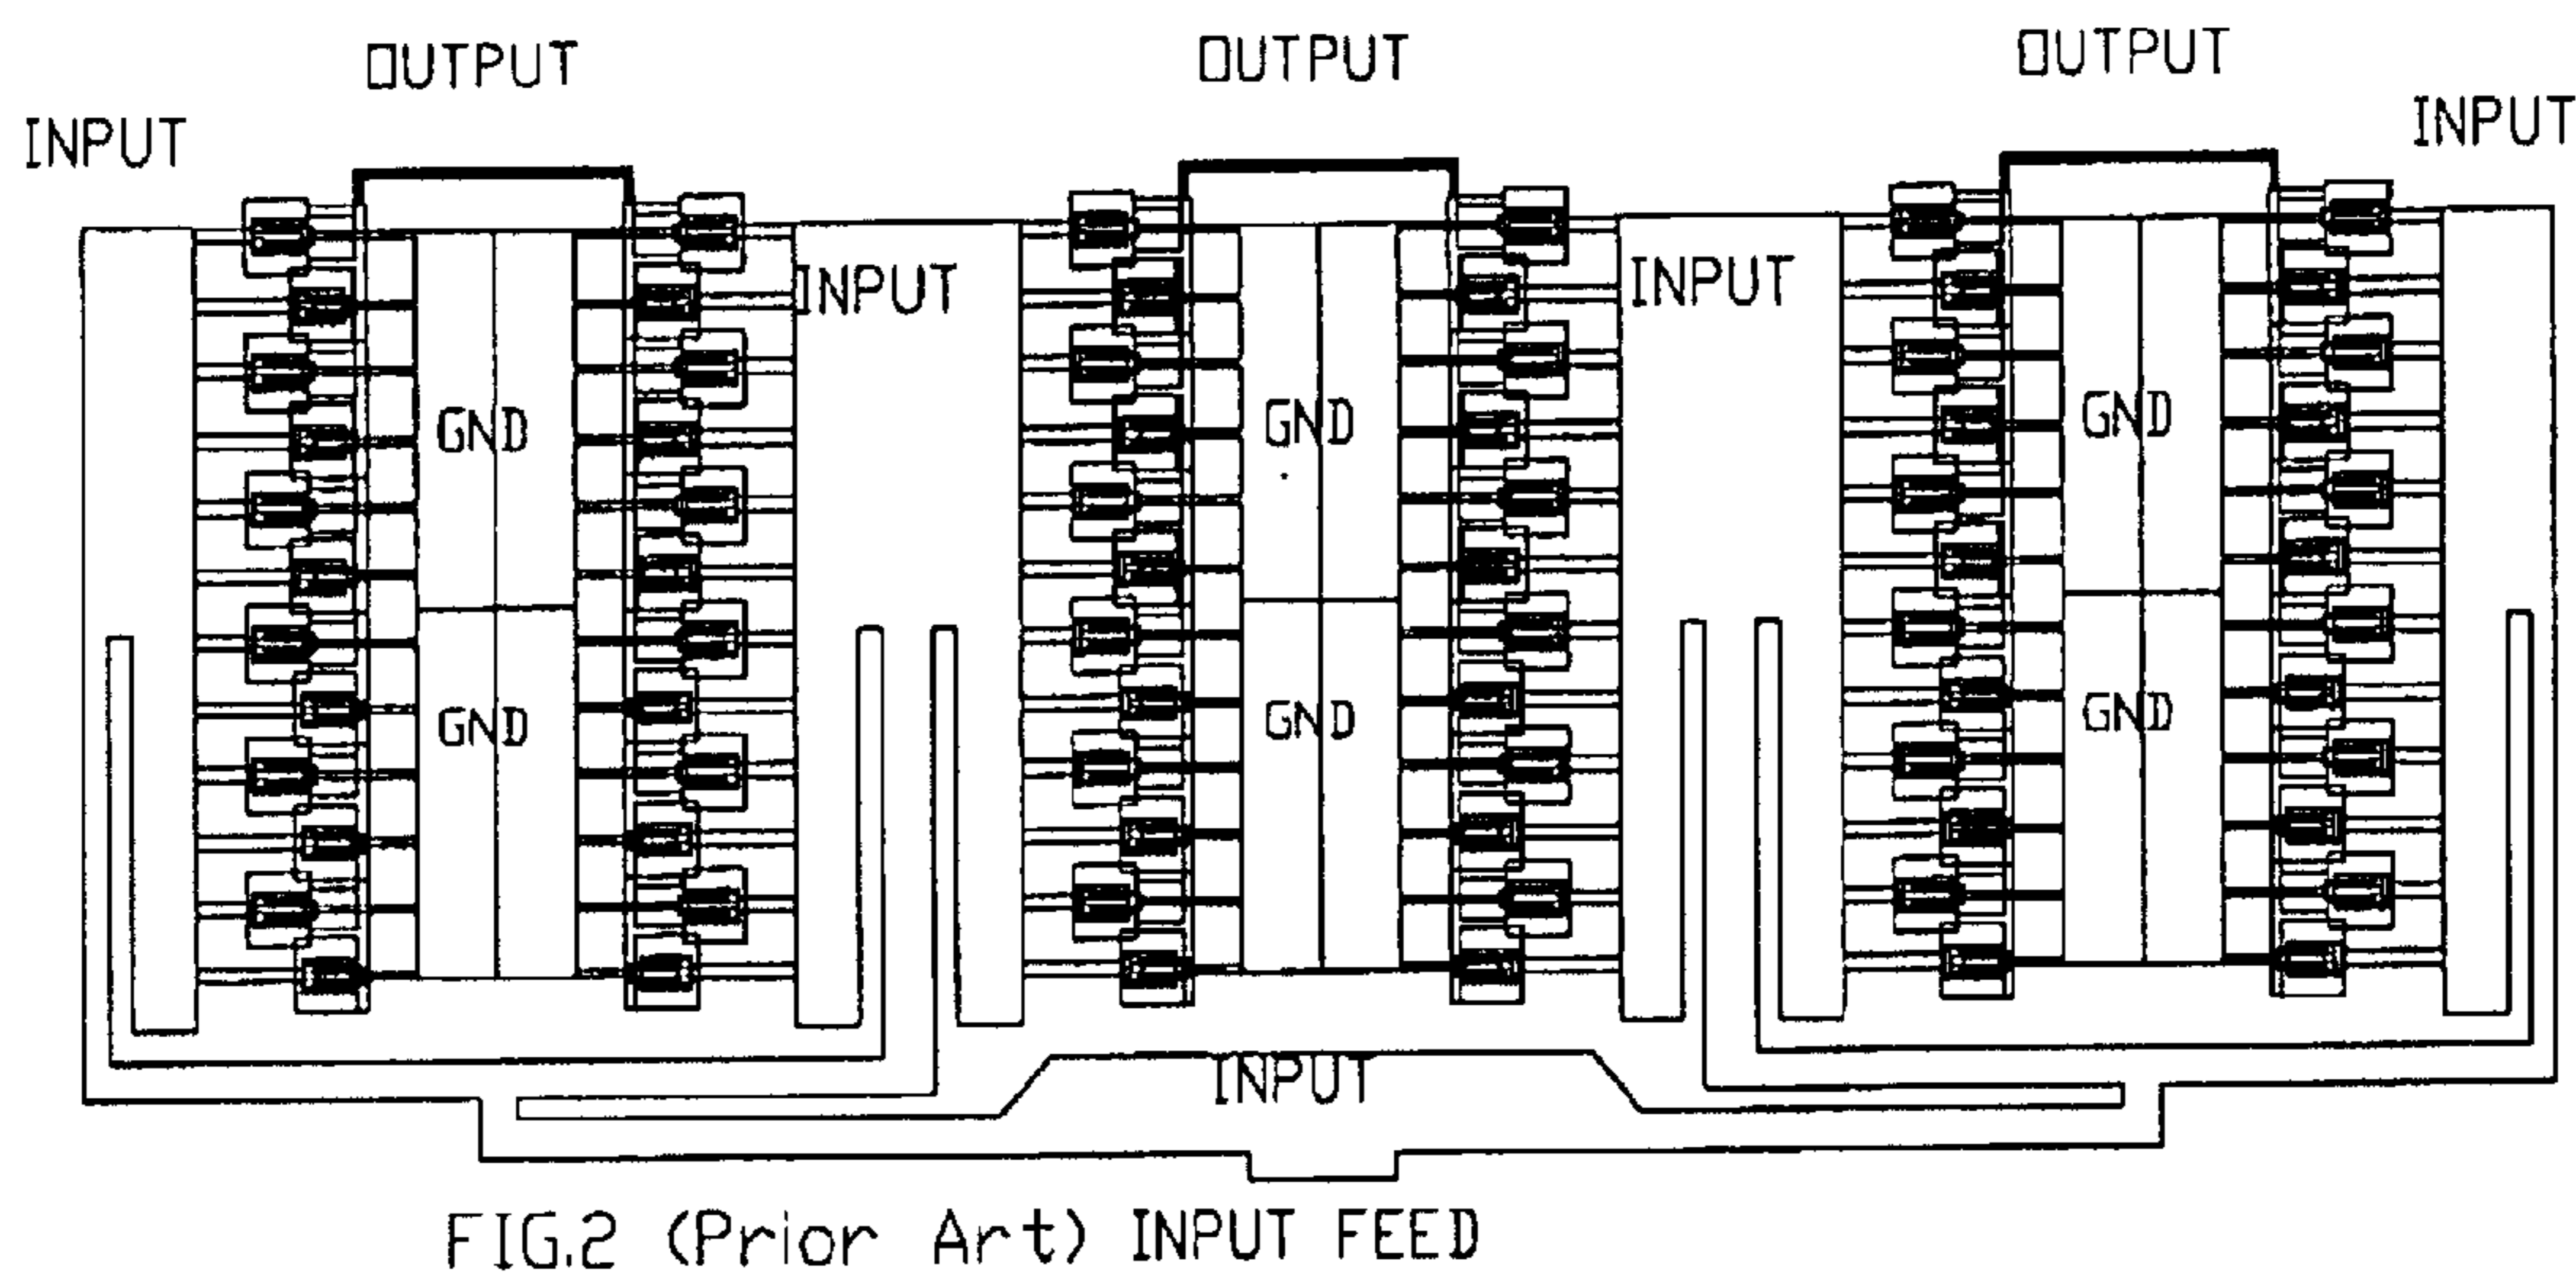 OUTPUT
OUTPUT
OUTPUT
INPUT
INPUT
INPUT
INPUT
GND
GND
GND
GND
GND
GND
INPUT
FIG.2 (Prior Art) INPUT FEED